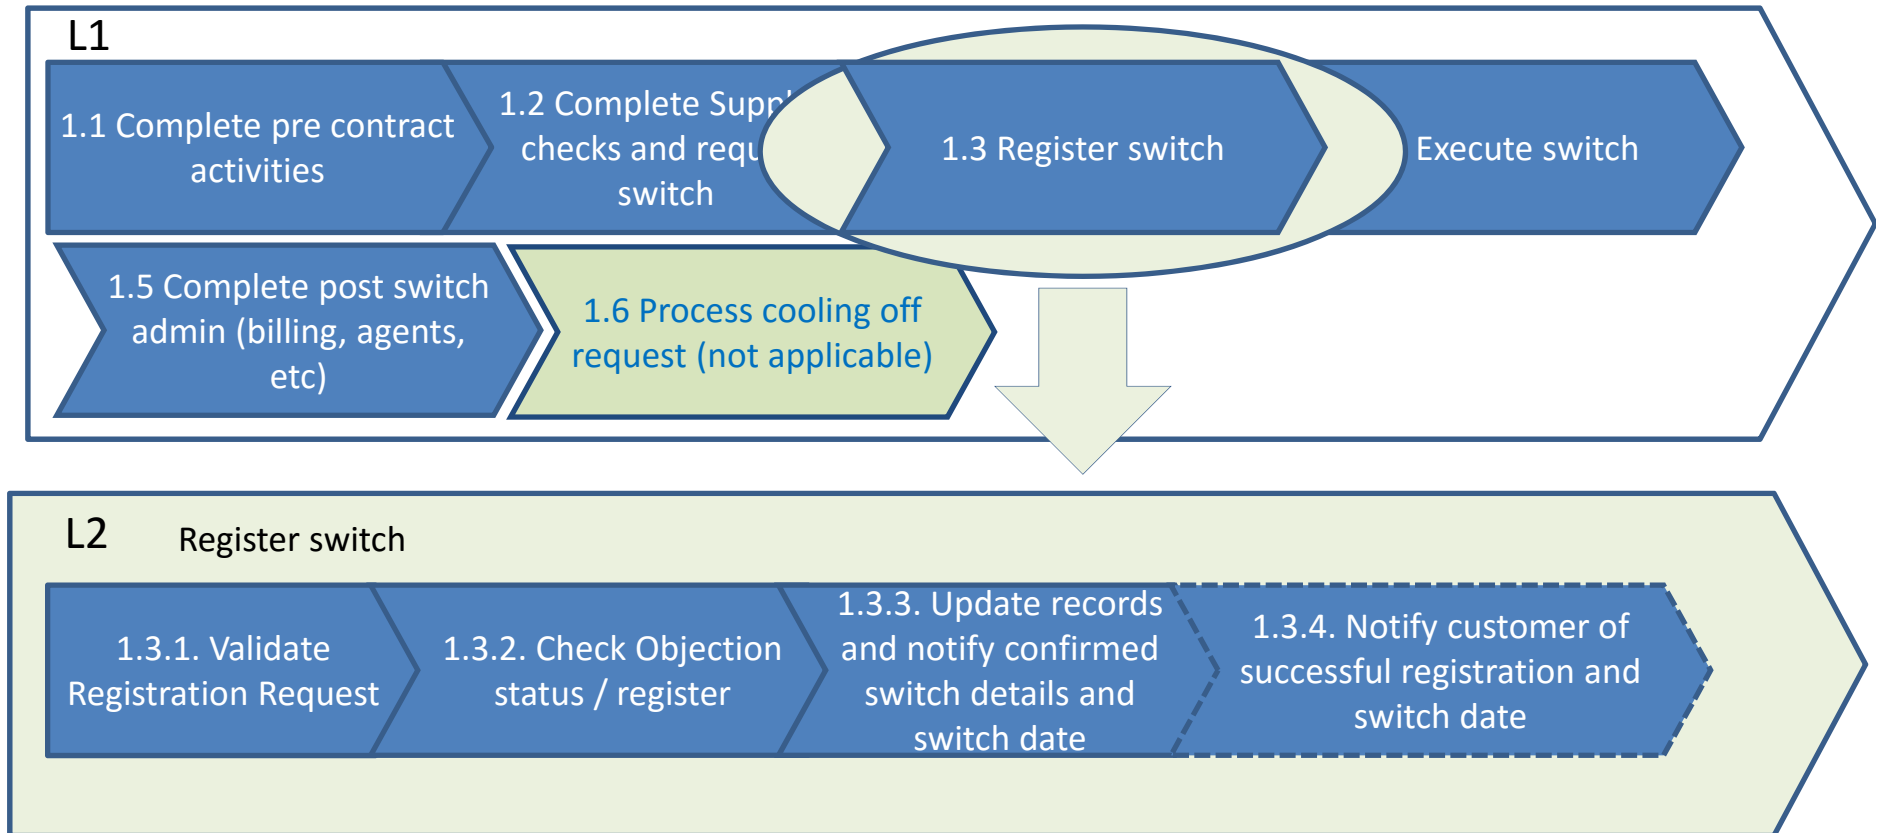 L1
1.1 Complete pre contract
activities
1.2 Complete
checks and
switch
1.3 Register switch
Execute switch
1.5 Complete post switch
admin (billing, agents,
etc)
1.6 Process cooling off
request (not applicable)
L2
Register switch
1.3.1. Validate
Registration Request
1.3.2. Check Objection
status / register
1.3.3. Update records
and notify confirmed
switch details and
switch date
1.3.4. Notify customer of
successful registration and
switch date